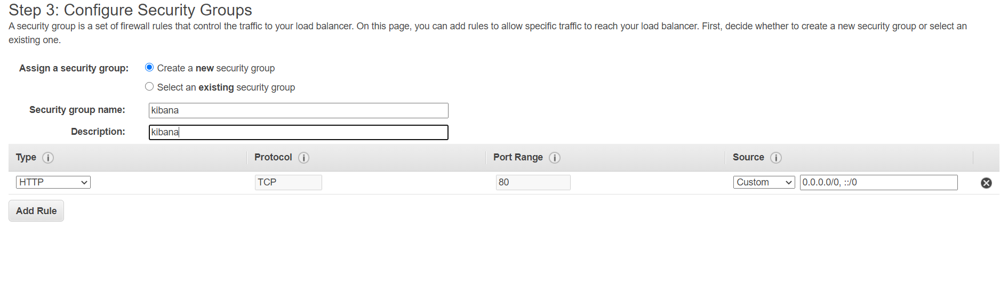 Step 3: Configure Security Groups
A security group is a set of firewall rules that control the traffic to your load balancer. On this page, you can add rules to allow specific traffic to reach your load balancer. First, decide whether to create a new security group or select an
existing one.
Assign a security group: Create a new security group
Select an existing security group
Security group name: kibana
Description: kibana
Type i Protocol i Port Range i Source i
HTTP TCP 80 Custom 0.0.0.0/0, ::/0
Add Rule